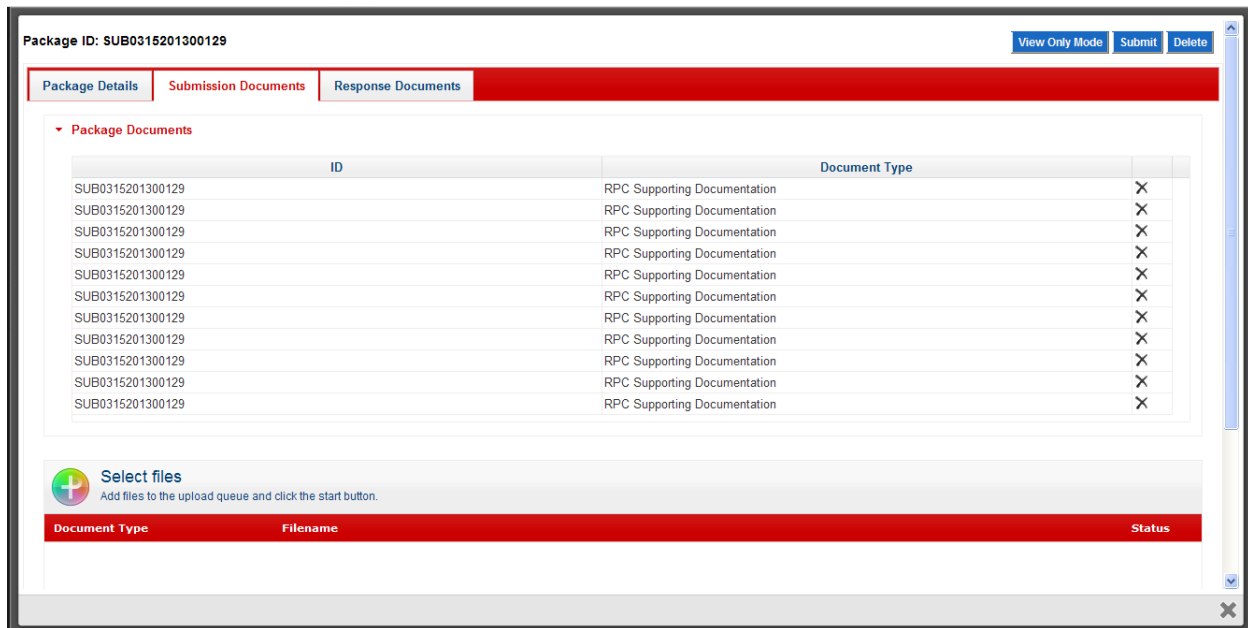 Package ID: SUB0315201300129 View Only Mode Submit Delete
Package Details Submission Documents Response Documents
Package Documents
ID Document Type
SUB0315201300129 RPC Supporting Documentation
SUB0315201300129 RPC Supporting Documentation
SUB0315201300129 RPC Supporting Documentation
SUB0315201300129 RPC Supporting Documentation
SUB0315201300129 RPC Supporting Documentation
SUB0315201300129 RPC Supporting Documentation
SUB0315201300129 RPC Supporting Documentation
SUB0315201300129 RPC Supporting Documentation
SUB0315201300129 RPC Supporting Documentation
SUB0315201300129 RPC Supporting Documentation
SUB0315201300129 RPC Supporting Documentation
Select files
Add files to the upload queue and click the start button.
Document Type Filename Status